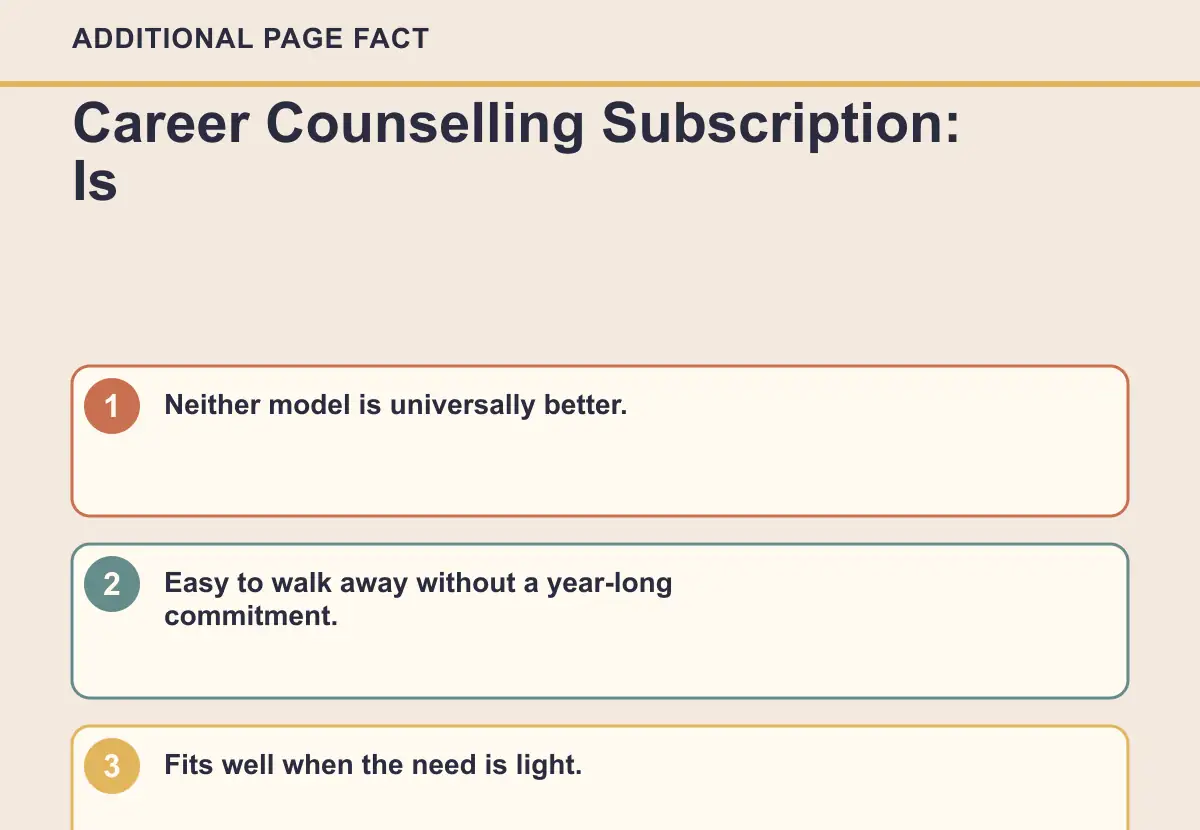 ADDITIONAL PAGE FACT
Career Counselling Subscription:
Is
1
Neither model is universally better.
2
Easy to walk away without a year-long
commitment.
3
Fits well when the need is light.